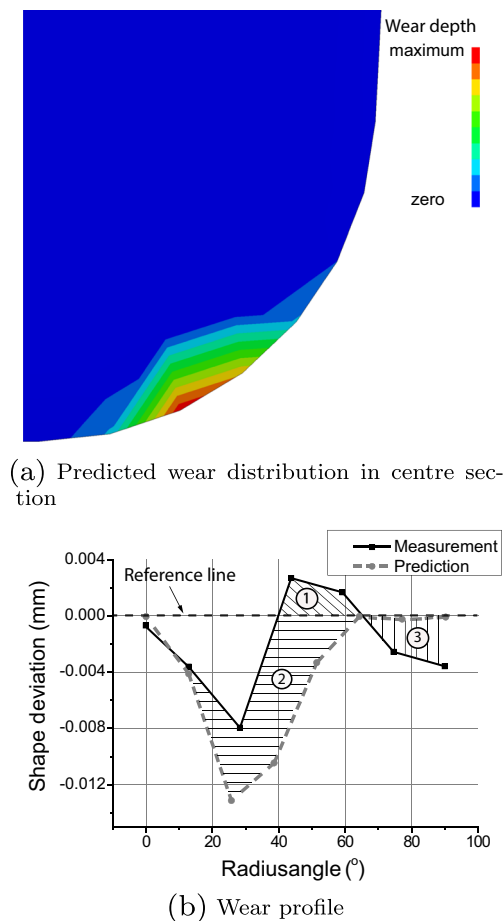 Wear depth
maximum
zero
(a) Predicted wear distribution in centre sec-
tion
Measurement
Prediction
Reference line
1
2
3
0.004
0.000
-0.004
-0.008
-0.012
Shape deviation (mm)
0 20 40 60 80 100
Radiusangle (°)
(b) Wear profile